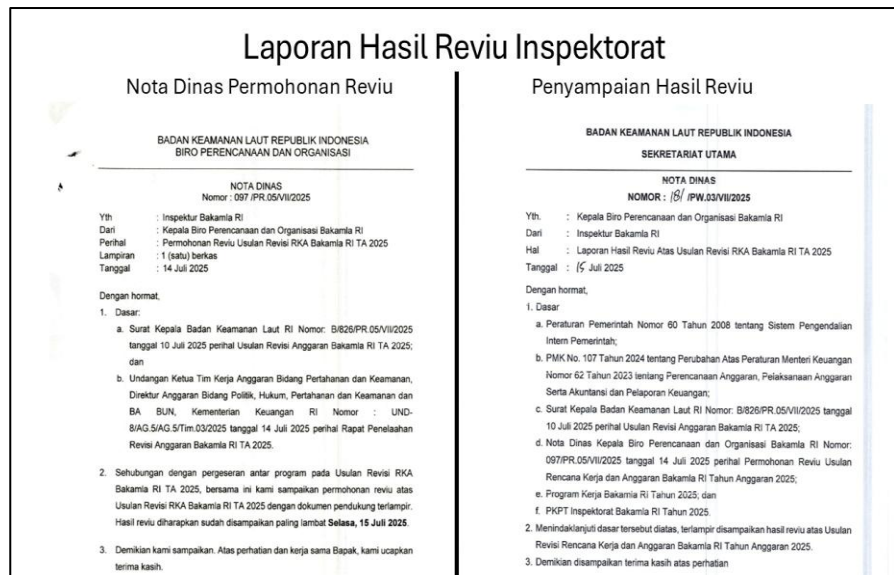 Laporan Hasil Reviu Inspektorat
Nota Dinas Permohonan Reviu
BADAN KEAMANAN LAUT REPUBLIK INDONESIA
BIRO PERENCANAAN DAN ORGANISASI
NOTA DINAS
Nomor : 097 /PR.05/VII/2025
Yth : Inspektur Bakamla RI
Dari : Kepala Biro Perencanaan dan Organisasi Bakamla RI
Perihal : Permohonan Reviu Usulan Revisi RKA Bakamla RI TA 2025
Lampiran : 1 (satu) berkas
Tanggal : 14 Juli 2025
Dengan hormat,
1. Dasar:
a. Surat Kepala Badan Keamanan Laut RI Nomor: B/826/PR.05/VII/2025
tanggal 10 Juli 2025 perihal Usulan Revisi Anggaran Bakamla RI TA 2025;
dan
b. Undangan Ketua Tim Kerja Anggaran Bidang Pertahanan dan Keamanan,
Direktur Anggaran Bidang Politik, Hukum, Pertahanan dan Keamanan dan
BA BUN, Kementerian Keuangan RI Nomor : UND-
8/AG.5/AG.5/Tim.03/2025 tanggal 14 Juli 2025 perihal Rapat Penelaahan
Revisi Anggaran Bakamla RI TA 2025.
2. Sehubungan dengan pergeseran antar program pada Usulan Revisi RKA
Bakamla RI TA 2025, bersama ini kami sampaikan permohonan reviu atas
Usulan Revisi RKA Bakamla RI TA 2025 dengan dokumen pendukung terlampir.
Hasil reviu diharapkan sudah disampaikan paling lambat Selasa, 15 Juli 2025.
3. Demikian kami sampaikan. Atas perhatian dan kerja sama Bapak, kami ucapkan
terima kasih.
Penyampaian Hasil Reviu
BADAN KEAMANAN LAUT REPUBLIK INDONESIA
SEKRETARIAT UTAMA
NOTA DINAS
NOMOR : 181 /PW.03/VII/2025
Yth. : Kepala Biro Perencanaan dan Organisasi Bakamla RI
Dari : Inspektur Bakamla RI
Hal : Laporan Hasil Reviu Atas Usulan Revisi RKA Bakamla RI TA 2025
Tanggal : 15 Juli 2025
Dengan hormat,
1. Dasar
a. Peraturan Pemerintah Nomor 60 Tahun 2008 tentang Sistem Pengendalian
Intern Pemerintah;
b. PMK No. 107 Tahun 2024 tentang Perubahan Atas Peraturan Menteri Keuangan
Nomor 62 Tahun 2023 tentang Perencanaan Anggaran, Pelaksanaan Anggaran
Serta Akuntansi dan Pelaporan Keuangan;
c. Surat Kepala Badan Keamanan Laut RI Nomor: B/826/PR.05/VII/2025 tanggal
10 Juli 2025 perihal Usulan Revisi Anggaran Bakamla RI TA 2025;
d. Nota Dinas Kepala Biro Perencanaan dan Organisasi Bakamla RI Nomor:
097/PR.05/VII/2025 tanggal 14 Juli 2025 perihal Permohonan Reviu Usulan
Rencana Kerja dan Anggaran Bakamla RI Tahun Anggaran 2025;
e. Program Kerja Bakamla RI Tahun 2025; dan
f. PKPT Inspektorat Bakamla RI Tahun 2025.
2. Menindaklanjuti dasar tersebut diatas, terlampir disampaikan hasil reviu atas Usulan
Revisi Rencana Kerja dan Anggaran Bakamla RI Tahun Anggaran 2025.
3. Demikian disampaikan terima kasih atas perhatian